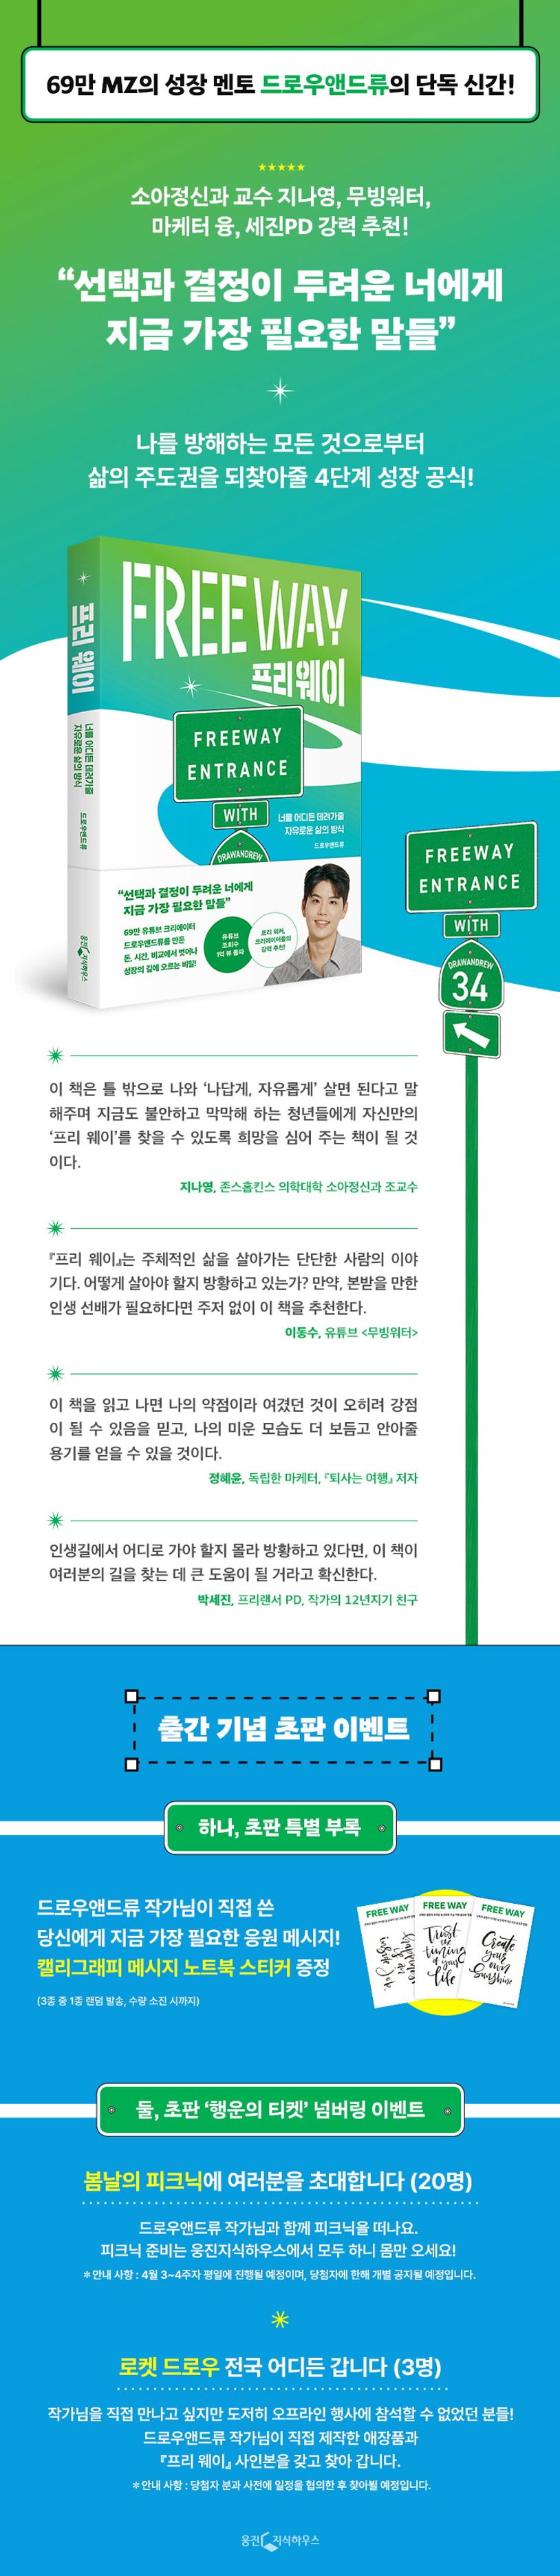 69만 MZ의 성장 멘토 드로우앤드류의 단독 신간!
소아정신과 교수 지나영, 무빙워터,
마케터 융, 세진PD 강력 추천!
“선택과 결정이 두려운 너에게
지금 가장 필요한 말들”
나를 방해하는 모든 것으로부터
삶의 주도권을 되찾아줄 4단계 성장 공식!
프리 웨이
너를 어디든 데려가줄
자유로운 삶의 방식
드로우앤드류
웅진지식하우스
FREE WAY
프리 웨이
FREEWAY
ENTRANCE
WITH
DRAWANDREW
너를 어디든 데려가줄
자유로운 삶의 방식
드로우앤드류
“선택과 결정이 두려운 너에게
지금 가장 필요한 말들”
69만 유튜브 크리에이터
드로우앤드류를 만든
돈, 시간, 비교에서 벗어나
성장의 길에 오르는 비밀!
유튜브
조회수
1억 뷰 돌파
프리 워커,
크리에이터들의
강력 추천!
FREEWAY
ENTRANCE
WITH
DRAWANDREW
34
이 책은 틀 밖으로 나와 ‘나답게, 자유롭게’ 살면 된다고 말
해주며 지금도 불안하고 막막해 하는 청년들에게 자신만의
‘프리 웨이’를 찾을 수 있도록 희망을 심어 주는 책이 될 것
이다.
지나영, 존스홉킨스 의학대학 소아정신과 조교수
『프리 웨이』는 주체적인 삶을 살아가는 단단한 사람의 이야
기다. 어떻게 살아야 할지 방황하고 있는가? 만약, 본받을 만한
인생 선배가 필요하다면 주저 없이 이 책을 추천한다.
이동수, 유튜브 <무빙워터>
이 책을 읽고 나면 나의 약점이라 여겼던 것이 오히려 강점
이 될 수 있음을 믿고, 나의 미운 모습도 더 보듬고 안아줄
용기를 얻을 수 있을 것이다.
정혜윤, 독립한 마케터, 『퇴사는 여행』 저자
인생길에서 어디로 가야 할지 몰라 방황하고 있다면, 이 책이
여러분의 길을 찾는 데 큰 도움이 될 거라고 확신한다.
박세진, 프리랜서 PD, 작가의 12년지기 친구
출간 기념 초판 이벤트
하나, 초판 특별 부록
드로우앤드류 작가님이 직접 쓴
당신에게 지금 가장 필요한 응원 메시지!
캘리그래피 메시지 노트북 스티커 증정
(3종 중 1종 랜덤 발송, 수량 소진 시까지)
FREE WAY
FREE WAY
Trust
the
timing
of your
life
FREE WAY
Create
your
own
Sunshine
둘, 초판 ‘행운의 티켓’ 넘버링 이벤트
봄날의 피크닉에 여러분을 초대합니다 (20명)
드로우앤드류 작가님과 함께 피크닉을 떠나요.
피크닉 준비는 웅진지식하우스에서 모두 하니 몸만 오세요!
*안내 사항 : 4월 3~4주차 평일에 진행될 예정이며, 당첨자에 한해 개별 공지될 예정입니다.
로켓 드로우 전국 어디든 갑니다 (3명)
작가님을 직접 만나고 싶지만 도저히 오프라인 행사에 참석할 수 없었던 분들!
드로우앤드류 작가님이 직접 제작한 애장품과
『프리 웨이』 사인본을 갖고 찾아 갑니다.
*안내 사항 : 당첨자 분과 사전에 일정을 협의한 후 찾아뵐 예정입니다.
웅진지식하우스